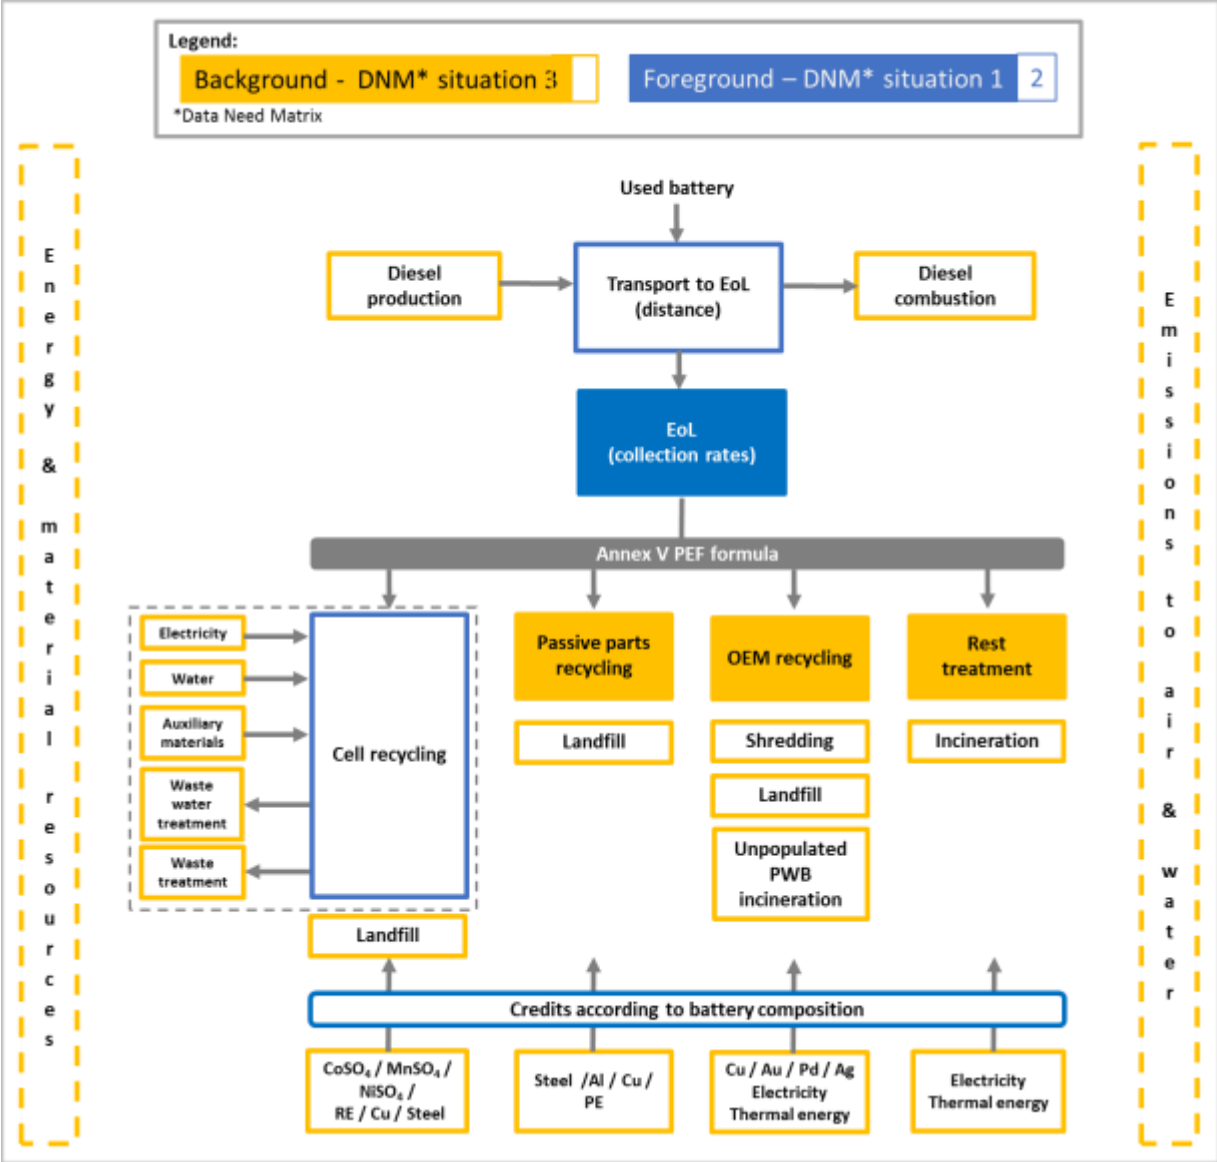 Legend:
Background - DNM* situation 3
Foreground – DNM* situation 1 2
*Data Need Matrix
Used battery
Diesel
production
Transport to EoL
(distance)
Diesel
combustion
EoL
(collection rates)
Annex V PEF formula
Electricity
Water
Auxiliary
materials
Waste
water
treatment
Waste
treatment
Cell recycling
Landfill
Passive parts
recycling
Landfill
OEM recycling
Shredding
Landfill
Unpopulated
PWB
incineration
Rest
treatment
Incineration
Credits according to battery composition
CoSO₄ / MnSO₄ /
NiSO₄ /
RE / Cu / Steel
Steel /Al / Cu /
PE
Cu / Au / Pd / Ag
Electricity
Thermal energy
Electricity
Thermal energy
Energy & material resources
Emissions to air & water